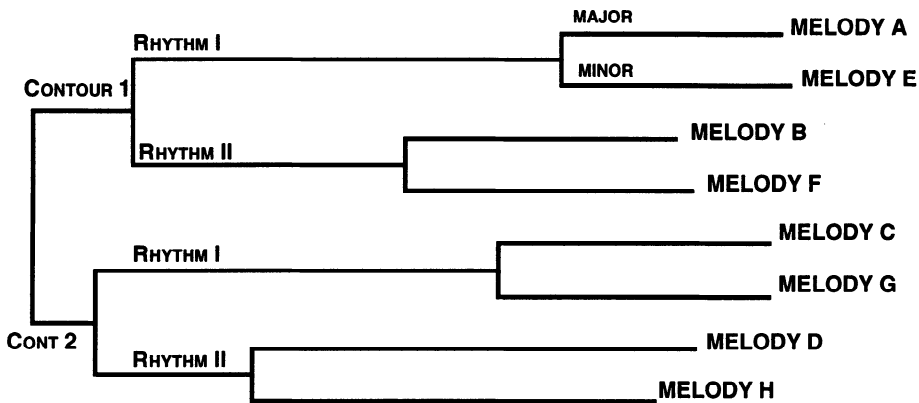 MAJOR
MELODY A
RHYTHM I
MINOR
MELODY E
CONTOUR 1
MELODY B
RHYTHM II
MELODY F
MELODY C
RHYTHM I
MELODY G
CONT 2
MELODY D
RHYTHM II
MELODY H